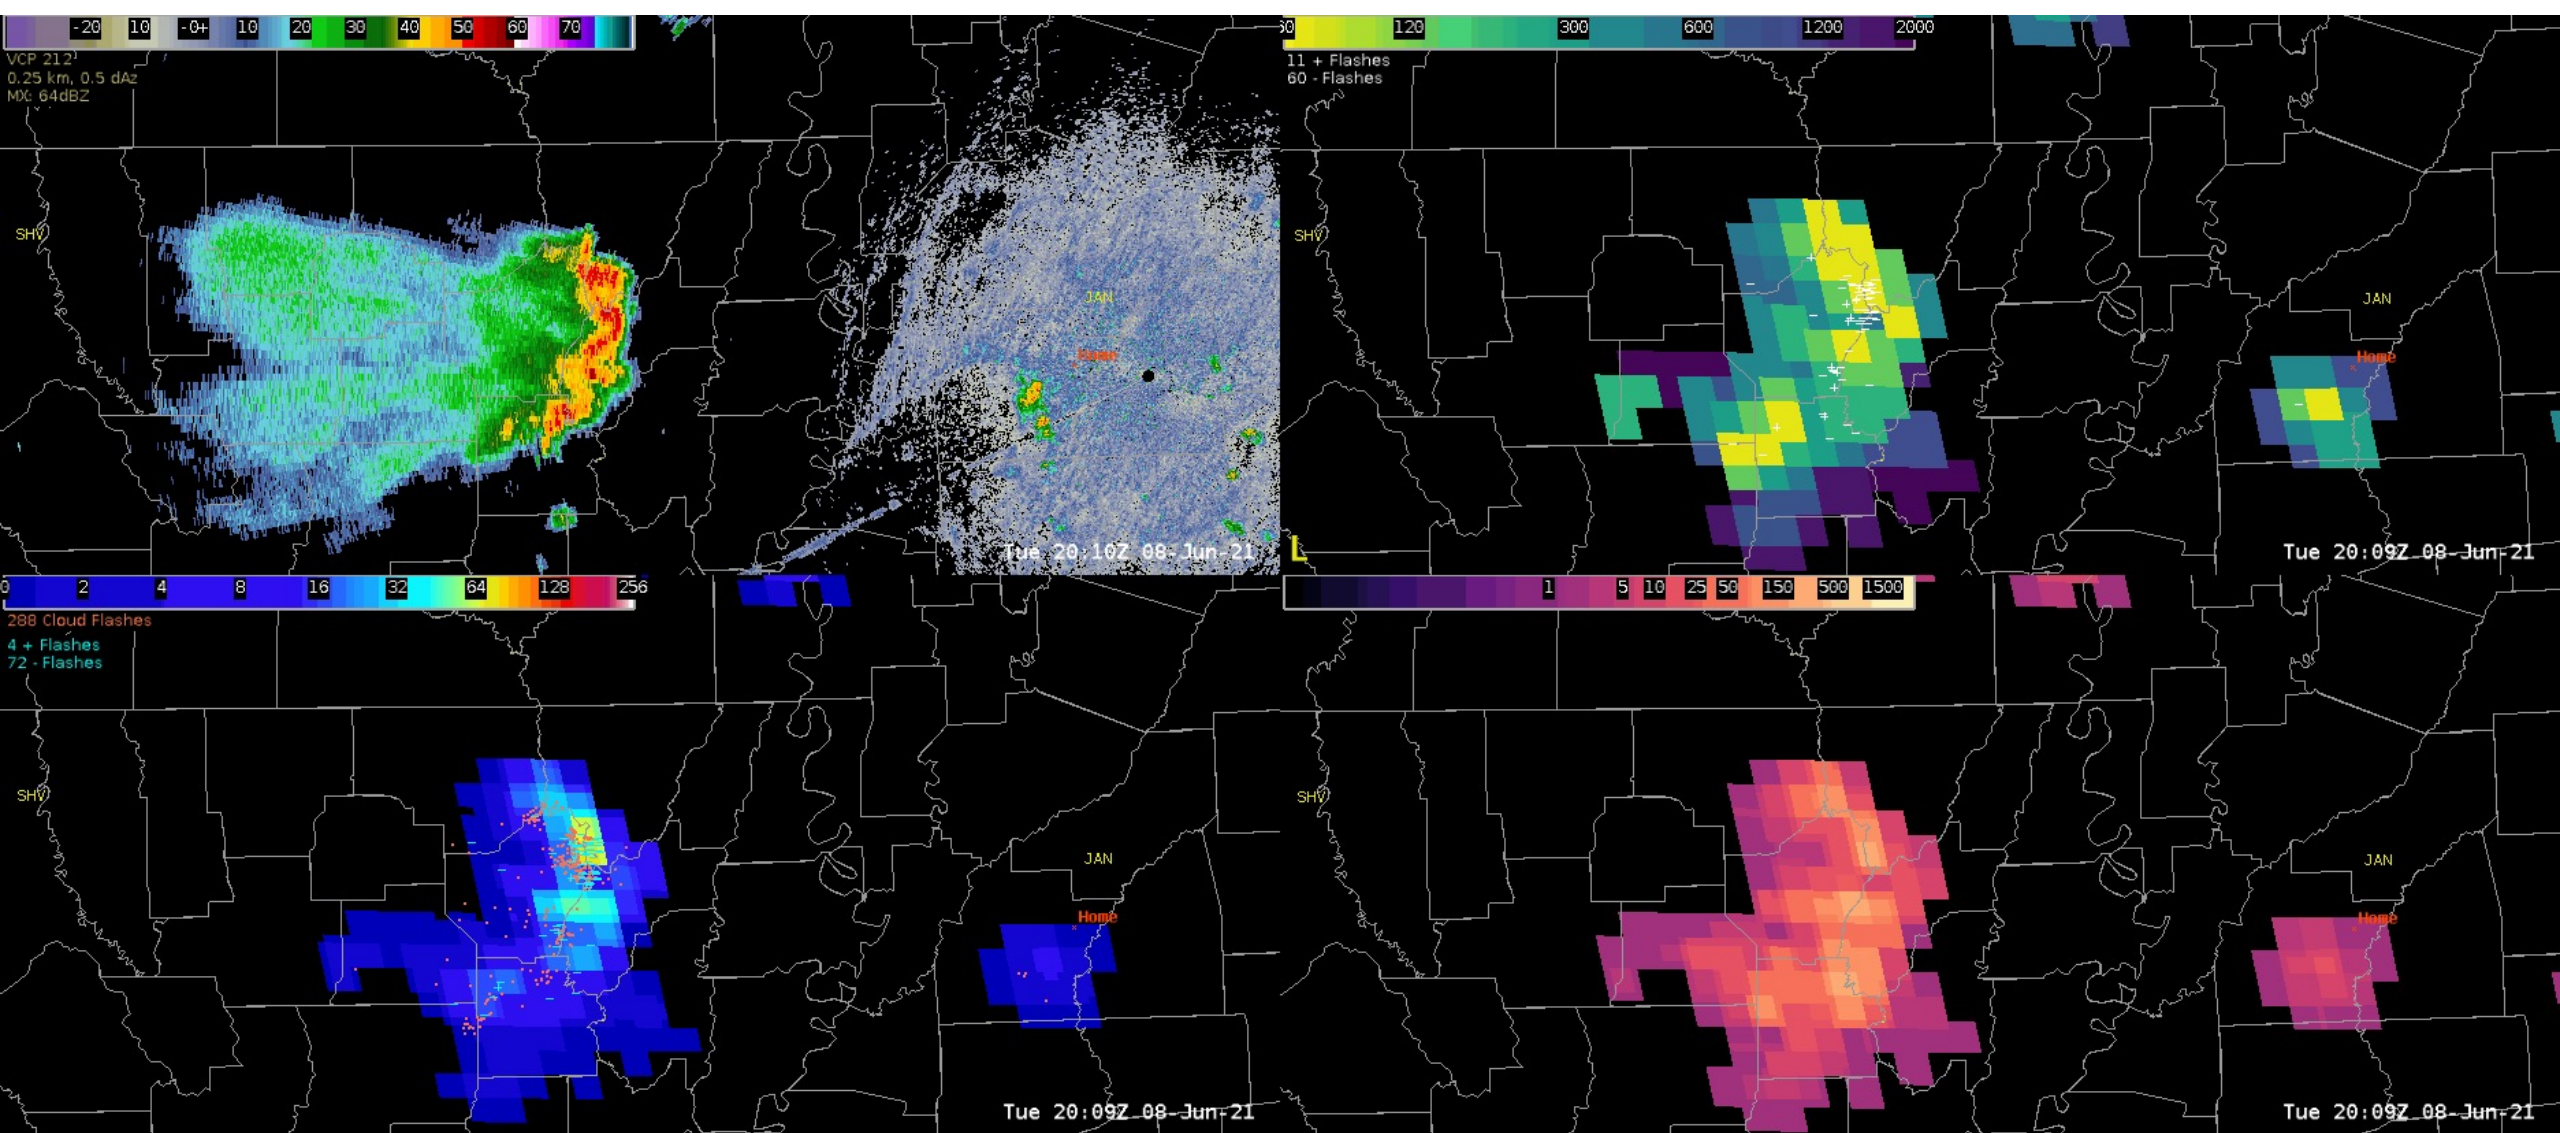 -20 10 -0+ 10 20 30 40 50 60 70
VCP 212
0.25 km, 0.5 dAz
MX: 64dBZ
SHV
JAN
Home
Tue 20:10Z 08-Jun-21
60 120 300 600 1200 2000
11 + Flashes
60 - Flashes
SHV
JAN
Home
L
Tue 20:09Z 08-Jun-21
0 2 4 8 16 32 64 128 256
288 Cloud Flashes
4 + Flashes
72 - Flashes
SHV
JAN
Home
Tue 20:09Z 08-Jun-21
1 5 10 25 50 150 500 1500
SHV
JAN
Home
Tue 20:09Z 08-Jun-21